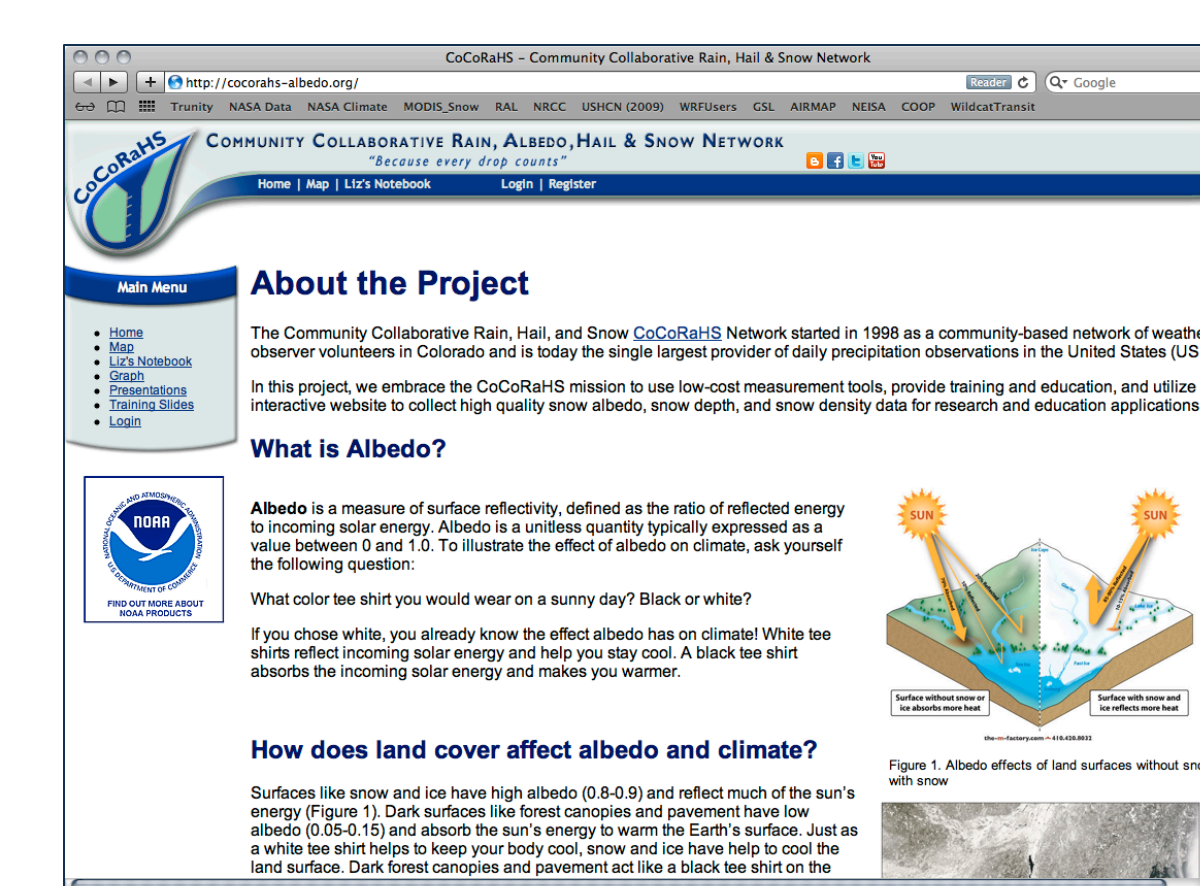 CoCoRaHS – Community Collaborative Rain, Hail & Snow Network
http://cocorahs-albedo.org/
Reader
Google
Trunity NASA Data NASA Climate MODIS_Snow RAL NRCC USHCN (2009) WRFUsers GSL AIRMAP NEISA COOP WildcatTransit
CoCoRaHS
Community Collaborative Rain, Albedo, Hail & Snow Network
"Because every drop counts"
You Tube
Home | Map | Liz's Notebook Login | Register
Main Menu
Home
Map
Liz's Notebook
Graph
Presentations
Training Slides
Login
NATIONAL OCEANIC AND ATMOSPHERIC ADMINISTRATION
NOAA
U.S. DEPARTMENT OF COMMERCE
FIND OUT MORE ABOUT
NOAA PRODUCTS
About the Project
The Community Collaborative Rain, Hail, and Snow CoCoRaHS Network started in 1998 as a community-based network of weathe
observer volunteers in Colorado and is today the single largest provider of daily precipitation observations in the United States (US
In this project, we embrace the CoCoRaHS mission to use low-cost measurement tools, provide training and education, and utilize
interactive website to collect high quality snow albedo, snow depth, and snow density data for research and education applications
What is Albedo?
Albedo is a measure of surface reflectivity, defined as the ratio of reflected energy
to incoming solar energy. Albedo is a unitless quantity typically expressed as a
value between 0 and 1.0. To illustrate the effect of albedo on climate, ask yourself
the following question:
What color tee shirt you would wear on a sunny day? Black or white?
If you chose white, you already know the effect albedo has on climate! White tee
shirts reflect incoming solar energy and help you stay cool. A black tee shirt
absorbs the incoming solar energy and makes you warmer.
SUN
SUN
Surface without snow or
ice absorbs more heat
Surface with snow and
ice reflects more heat
the-m-factory.com 410.420.8032
Figure 1. Albedo effects of land surfaces without sno
with snow
How does land cover affect albedo and climate?
Surfaces like snow and ice have high albedo (0.8-0.9) and reflect much of the sun's
energy (Figure 1). Dark surfaces like forest canopies and pavement have low
albedo (0.05-0.15) and absorb the sun's energy to warm the Earth's surface. Just as
a white tee shirt helps to keep your body cool, snow and ice have help to cool the
land surface. Dark forest canopies and pavement act like a black tee shirt on the